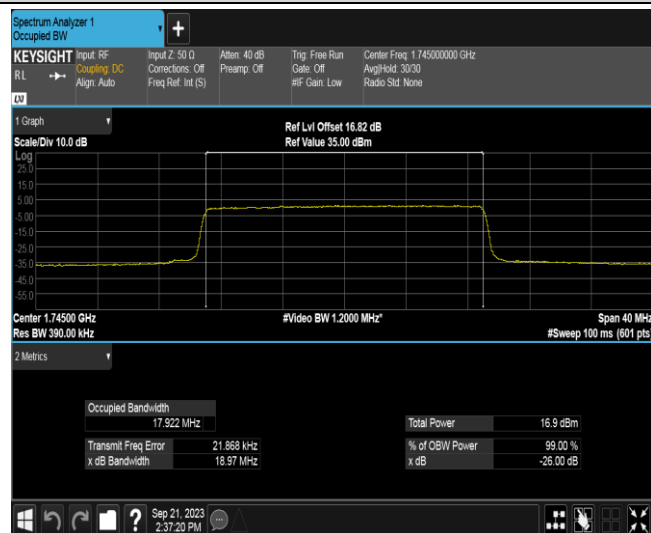 Spectrum Analyzer 1
Occupied BW
+
KEYSIGHT Input: RF Input Z: 50 Ω Atten: 40 dB Trig: Free Run Center Freq: 1.745000000 GHz
RL Coupling: DC Corrections: Off Preamp: Off Gate: Off Avg|Hold: 30/30
Align: Auto Freq Ref: Int (S) #IF Gain: Low Radio Std: None
LXI
1 Graph
Ref Lvl Offset 16.82 dB
Scale/Div 10.0 dB Ref Value 35.00 dBm
Log
25.0
15.0
5.00
-5.00
-15.0
-25.0
-35.0
-45.0
-55.0
Center 1.74500 GHz #Video BW 1.2000 MHz* Span 40 MHz
Res BW 390.00 kHz #Sweep 100 ms (601 pts)
2 Metrics
Occupied Bandwidth
17.922 MHz Total Power 16.9 dBm
Transmit Freq Error 21.868 kHz % of OBW Power 99.00 %
x dB Bandwidth 18.97 MHz x dB -26.00 dB
? Sep 21, 2023
2:37:20 PM